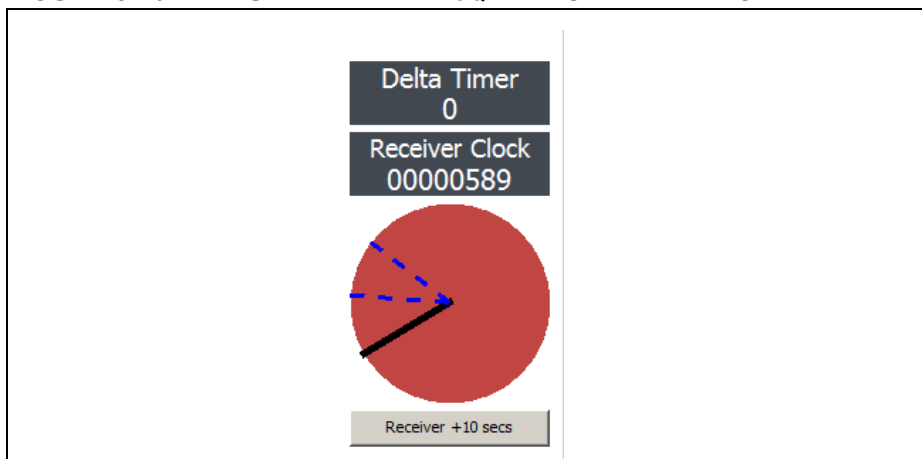 Delta Timer
0
Receiver Clock
00000589
Receiver +10 secs